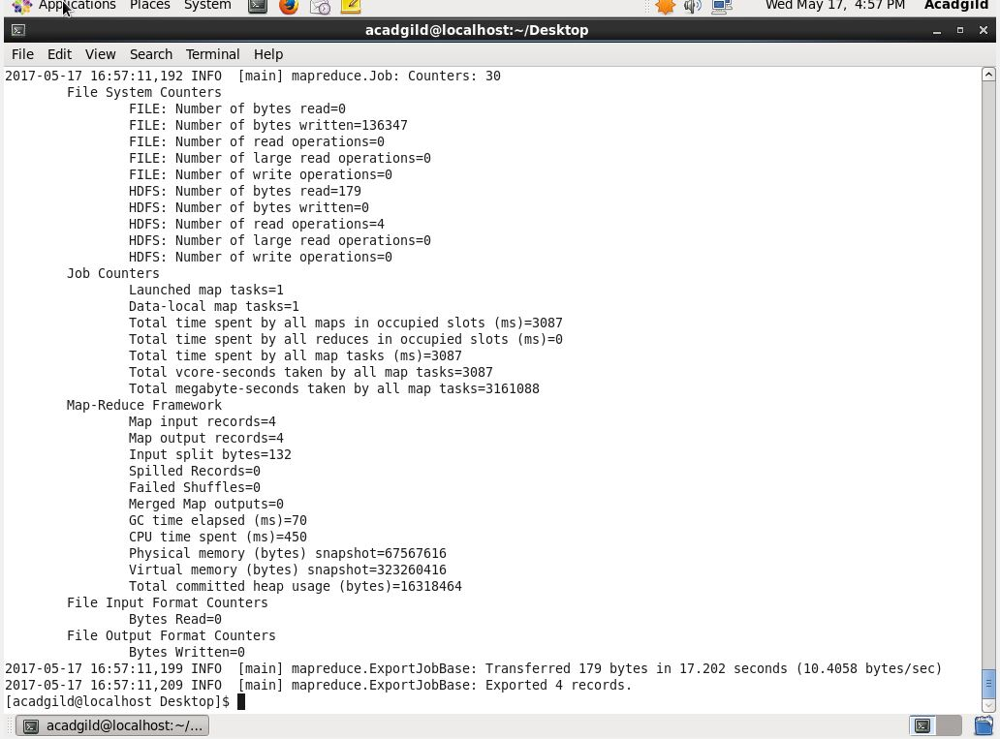 Applications Places System Wed May 17, 4:57 PM Acadgild
acadgild@localhost:~/Desktop
File Edit View Search Terminal Help
2017-05-17 16:57:11,192 INFO  [main] mapreduce.Job: Counters: 30
File System Counters
FILE: Number of bytes read=0
FILE: Number of bytes written=136347
FILE: Number of read operations=0
FILE: Number of large read operations=0
FILE: Number of write operations=0
HDFS: Number of bytes read=179
HDFS: Number of bytes written=0
HDFS: Number of read operations=4
HDFS: Number of large read operations=0
HDFS: Number of write operations=0
Job Counters
Launched map tasks=1
Data-local map tasks=1
Total time spent by all maps in occupied slots (ms)=3087
Total time spent by all reduces in occupied slots (ms)=0
Total time spent by all map tasks (ms)=3087
Total vcore-seconds taken by all map tasks=3087
Total megabyte-seconds taken by all map tasks=3161088
Map-Reduce Framework
Map input records=4
Map output records=4
Input split bytes=132
Spilled Records=0
Failed Shuffles=0
Merged Map outputs=0
GC time elapsed (ms)=70
CPU time spent (ms)=450
Physical memory (bytes) snapshot=67567616
Virtual memory (bytes) snapshot=323260416
Total committed heap usage (bytes)=16318464
File Input Format Counters
Bytes Read=0
File Output Format Counters
Bytes Written=0
2017-05-17 16:57:11,199 INFO  [main] mapreduce.ExportJobBase: Transferred 179 bytes in 17.202 seconds (10.4058 bytes/sec)
2017-05-17 16:57:11,209 INFO  [main] mapreduce.ExportJobBase: Exported 4 records.
[acadgild@localhost Desktop]$
acadgild@localhost:~/...